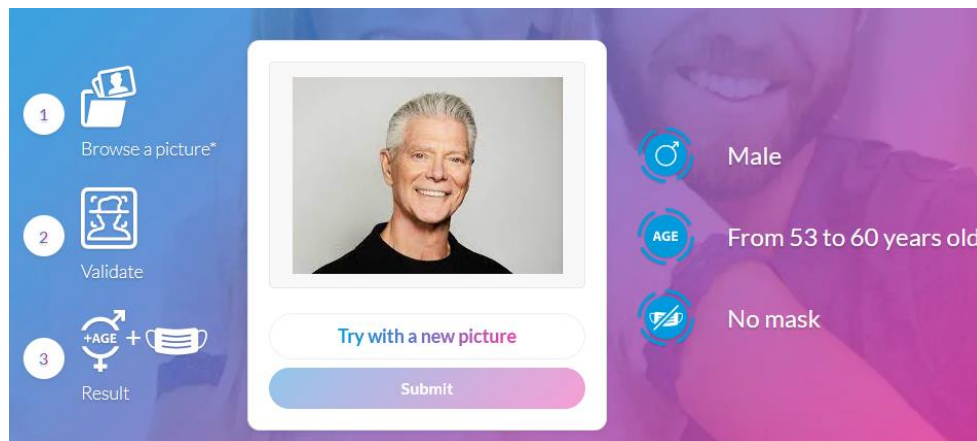 1
Browse a picture*
2
Validate
3
+AGE +
Result
Try with a new picture
Submit
Male
AGE
From 53 to 60 years old
No mask